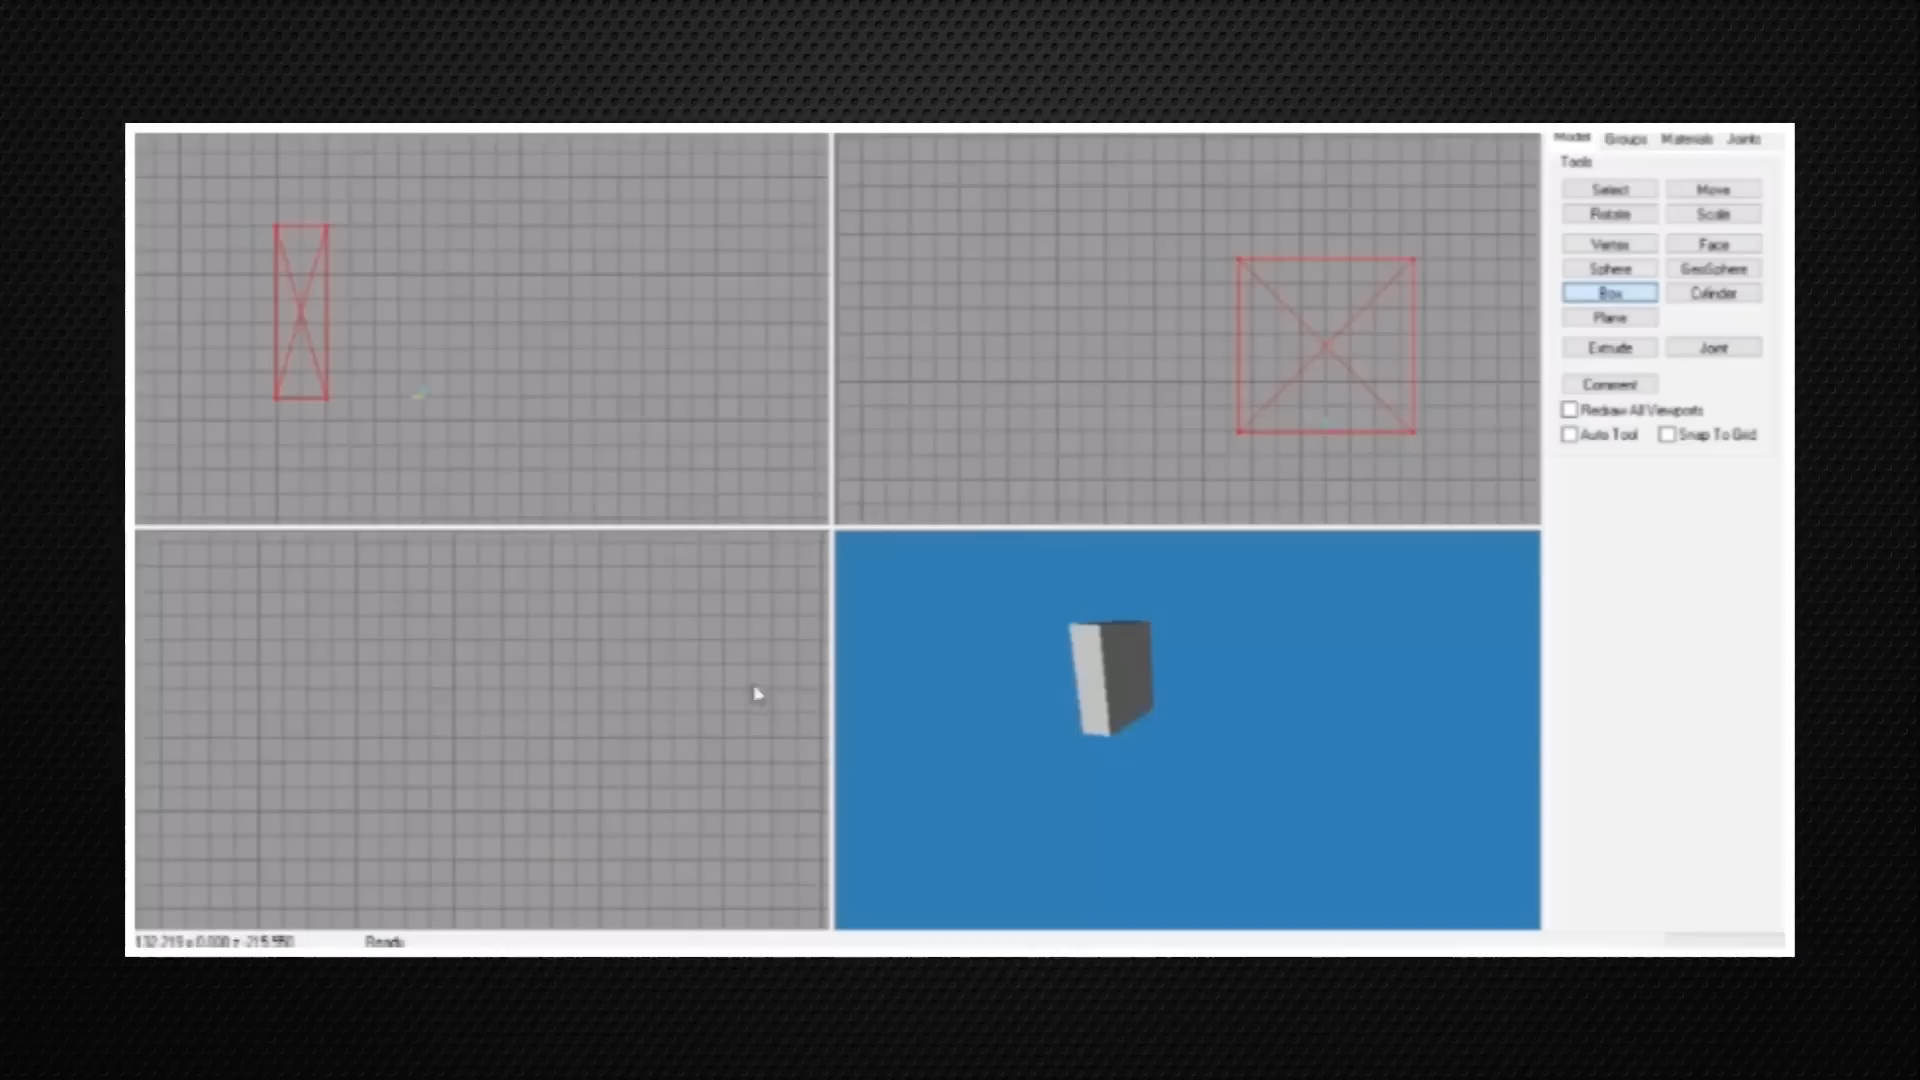 Model Groups Materials Joints
Tools
Select Move
Rotate Scale
Vertex Face
Sphere GeoSphere
Box Cylinder
Plane
Extrude Joint
Comment
Redraw All Viewports
Auto Tool Snap To Grid
Ready